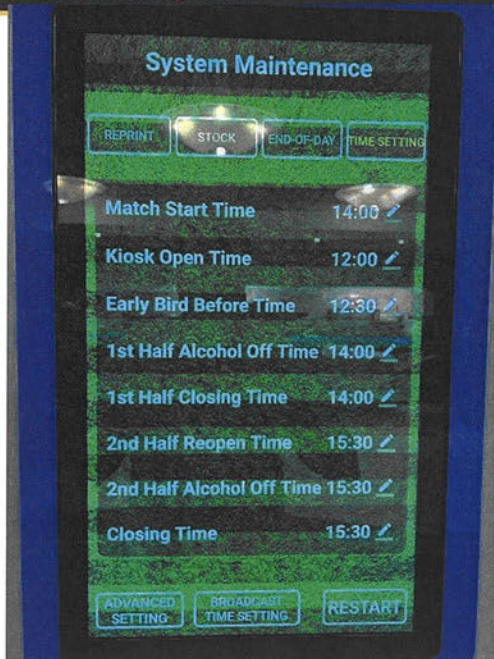 System Maintenance
REPRINT STOCK END-OF-DAY TIME SETTING
Match Start Time 14:00
Kiosk Open Time 12:00
Early Bird Before Time 12:30
1st Half Alcohol Off Time 14:00
1st Half Closing Time 14:00
2nd Half Reopen Time 15:30
2nd Half Alcohol Off Time 15:30
Closing Time 15:30
ADVANCED BROADCAST RESTART
SETTING TIME SETTING